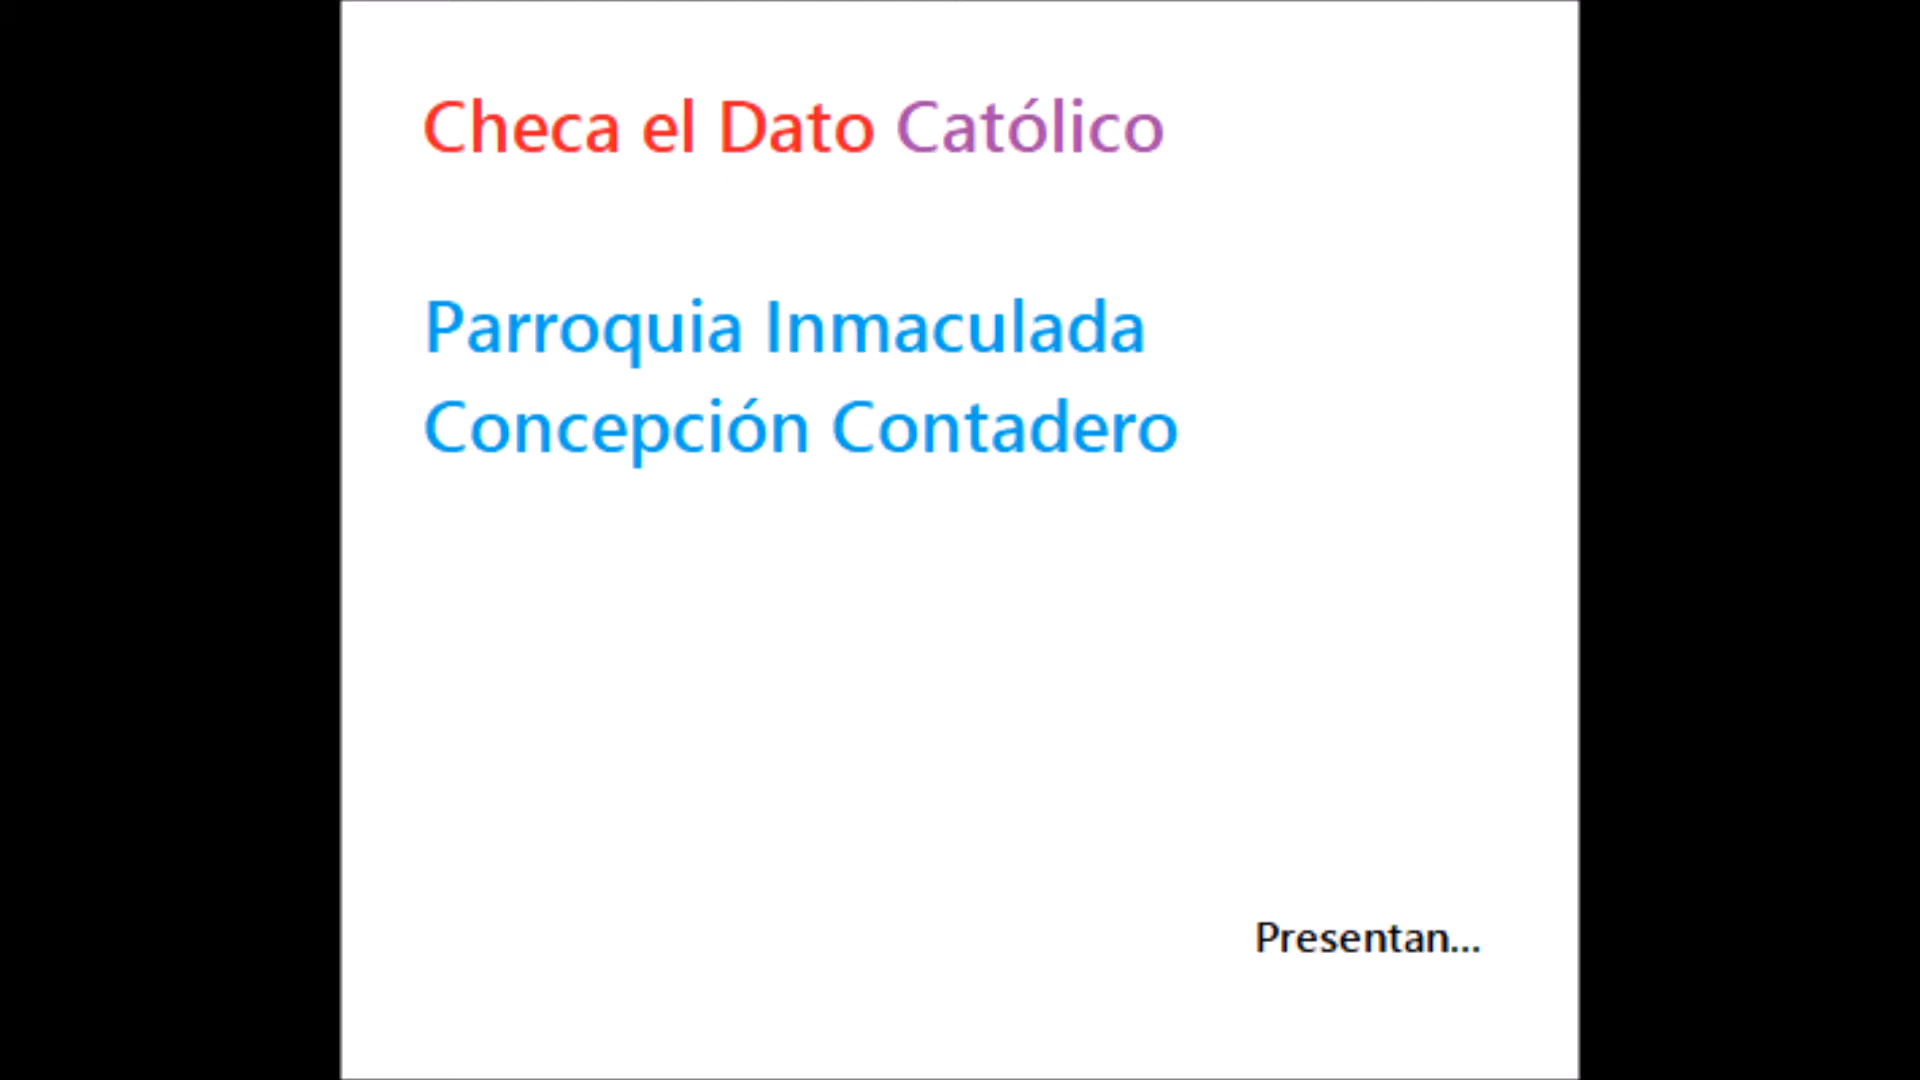 Checa el Dato Católico
Parroquia Inmaculada
Concepción Contadero
Presentan...